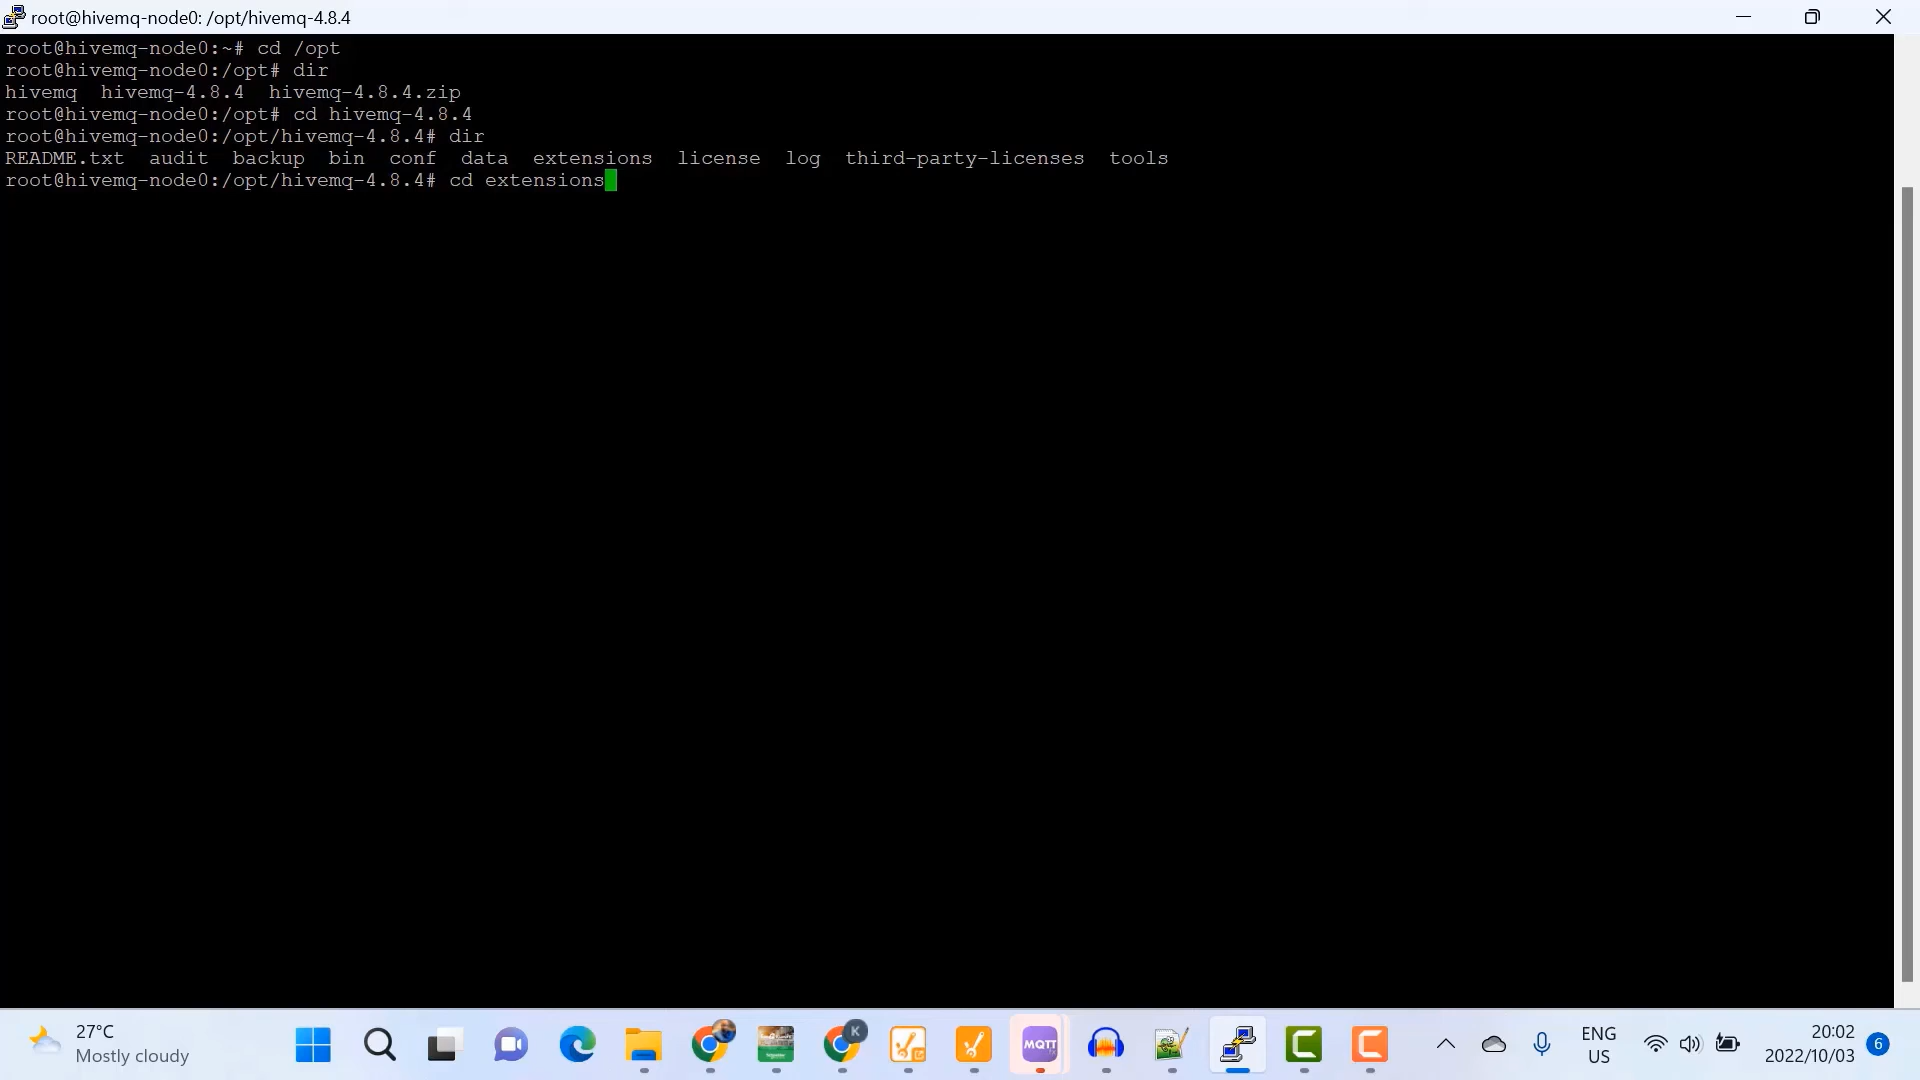 root@hivemq-node0: /opt/hivemq-4.8.4
root@hivemq-node0:~# cd /opt
root@hivemq-node0:/opt# dir
hivemq  hivemq-4.8.4  hivemq-4.8.4.zip
root@hivemq-node0:/opt# cd hivemq-4.8.4
root@hivemq-node0:/opt/hivemq-4.8.4# dir
README.txt  audit  backup  bin  conf  data  extensions  license  log  third-party-licenses  tools
root@hivemq-node0:/opt/hivemq-4.8.4# cd extensions
27°C
Mostly cloudy
K
MQTT
ENG
US
20:02
2022/10/03
6